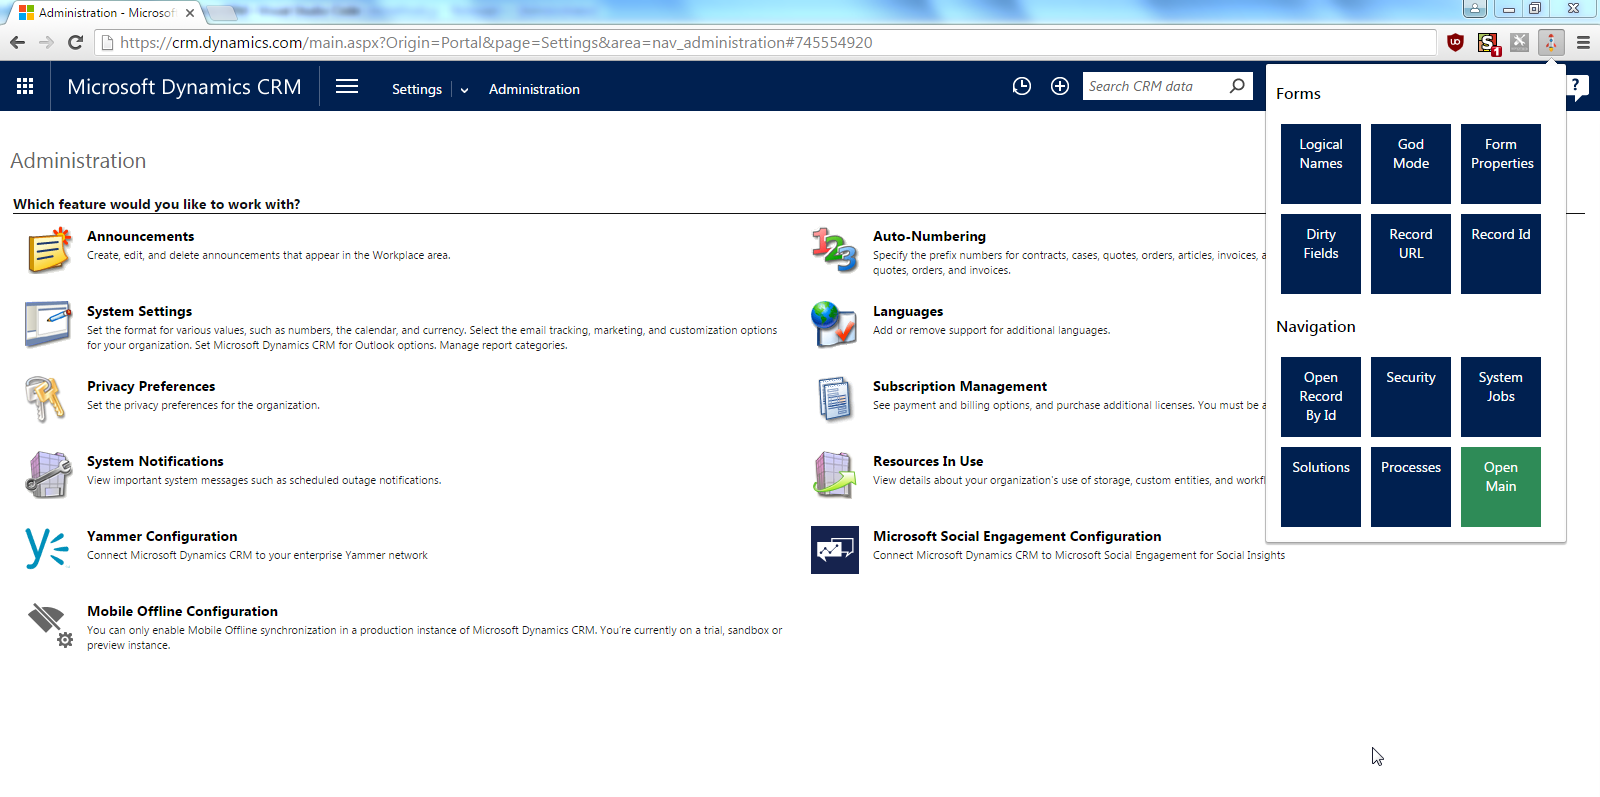 Administration - Microsof
https://crm.dynamics.com/main.aspx?Origin=Portal&page=Settings&area=nav_administration#745554920
1
Microsoft Dynamics CRM
Settings
Administration
Search CRM data
?
Administration
Which feature would you like to work with?
Announcements
Create, edit, and delete announcements that appear in the Workplace area.
Auto-Numbering
Specify the prefix numbers for contracts, cases, quotes, orders, articles, invoices, a
quotes, orders, and invoices.
System Settings
Set the format for various values, such as numbers, the calendar, and currency. Select the email tracking, marketing, and customization options
for your organization. Set Microsoft Dynamics CRM for Outlook options. Manage report categories.
Languages
Add or remove support for additional languages.
Privacy Preferences
Set the privacy preferences for the organization.
Subscription Management
See payment and billing options, and purchase additional licenses. You must be a
System Notifications
View important system messages such as scheduled outage notifications.
Resources In Use
View details about your organization's use of storage, custom entities, and workfl
Yammer Configuration
Connect Microsoft Dynamics CRM to your enterprise Yammer network
Microsoft Social Engagement Configuration
Connect Microsoft Dynamics CRM to Microsoft Social Engagement for Social Insights
Mobile Offline Configuration
You can only enable Mobile Offline synchronization in a production instance of Microsoft Dynamics CRM. You're currently on a trial, sandbox or
preview instance.
Forms
Logical
Names
God
Mode
Form
Properties
Dirty
Fields
Record
URL
Record Id
Navigation
Open
Record
By Id
Security
System
Jobs
Solutions
Processes
Open
Main